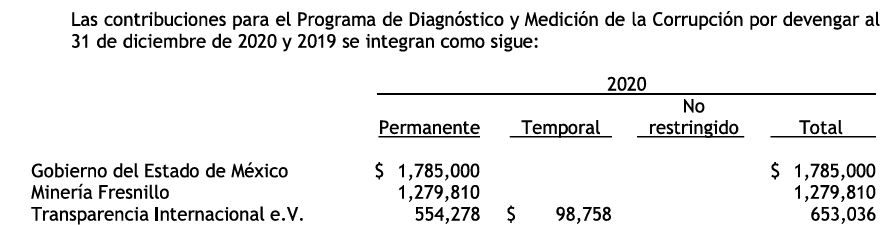 Las contribuciones para el Programa de Diagnóstico y Medición de la Corrupción por devengar al
31 de diciembre de 2020 y 2019 se integran como sigue:
2020
No
Permanente Temporal restringido Total
Gobierno del Estado de México $ 1,785,000 $ 1,785,000
Minería Fresnillo 1,279,810 1,279,810
Transparencia Internacional e.V. 554,278 $ 98,758 653,036